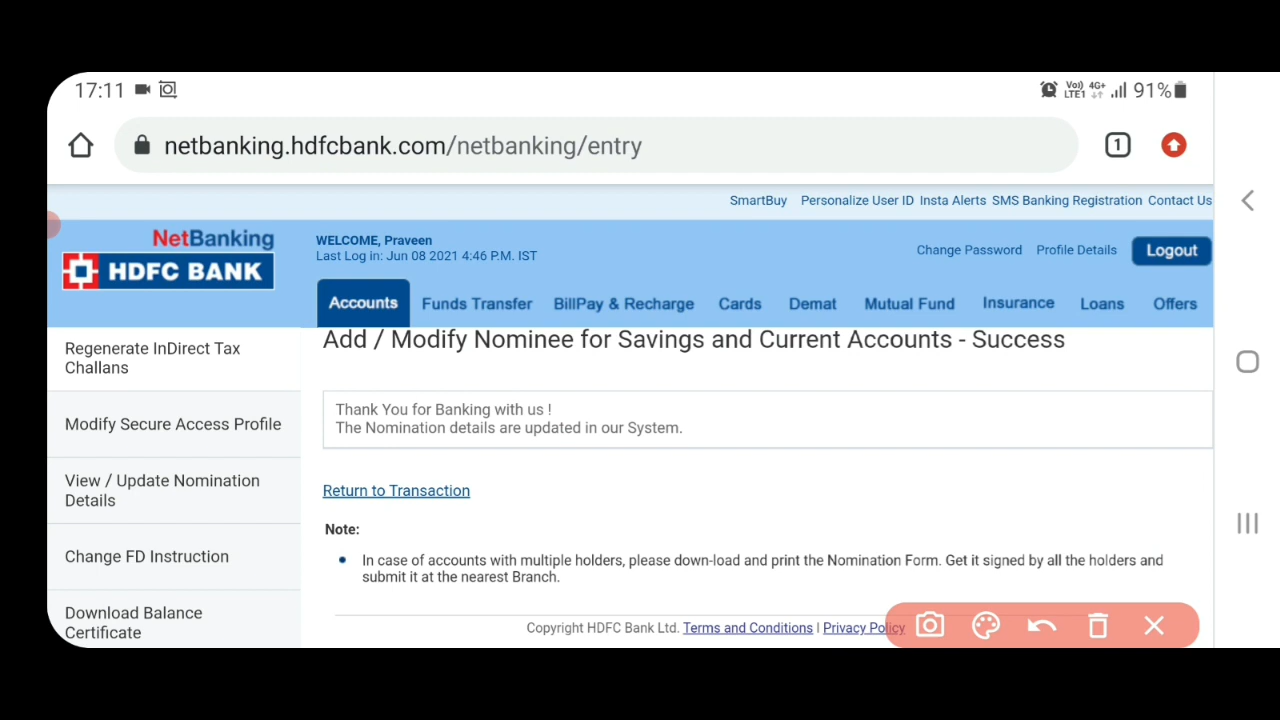 17:11 Vo) LTE1 4G+ 91%
netbanking.hdfcbank.com/netbanking/entry 1
SmartBuy Personalize User ID Insta Alerts SMS Banking Registration Contact Us
NetBanking
HDFC BANK
WELCOME, Praveen
Last Log in: Jun 08 2021 4:46 P.M. IST
Change Password Profile Details Logout
Accounts Funds Transfer BillPay & Recharge Cards Demat Mutual Fund Insurance Loans Offers
Regenerate InDirect Tax
Challans
Modify Secure Access Profile
View / Update Nomination
Details
Change FD Instruction
Download Balance
Certificate
Add / Modify Nominee for Savings and Current Accounts - Success
Thank You for Banking with us !
The Nomination details are updated in our System.
Return to Transaction
Note:
In case of accounts with multiple holders, please down-load and print the Nomination Form. Get it signed by all the holders and
submit it at the nearest Branch.
Copyright HDFC Bank Ltd. Terms and Conditions | Privacy Policy